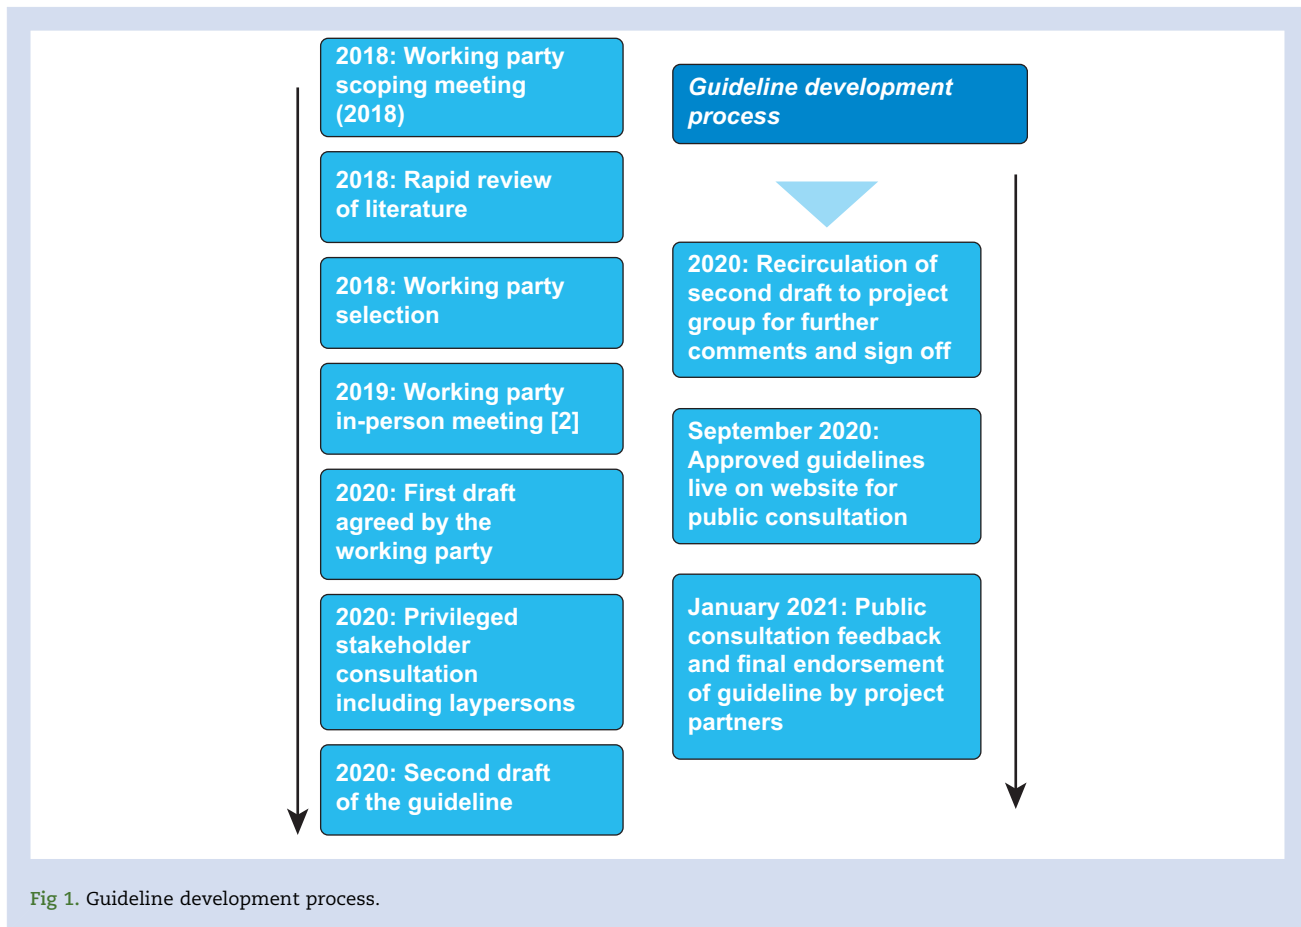 2018: Working party
scoping meeting
(2018)
2018: Rapid review
of literature
2018: Working party
selection
2019: Working party
in-person meeting [2]
2020: First draft
agreed by the
working party
2020: Privileged
stakeholder
consultation
including laypersons
2020: Second draft
of the guideline
Guideline development
process
2020: Recirculation of
second draft to project
group for further
comments and sign off
September 2020:
Approved guidelines
live on website for
public consultation
January 2021: Public
consultation feedback
and final endorsement
of guideline by project
partners
Fig 1. Guideline development process.